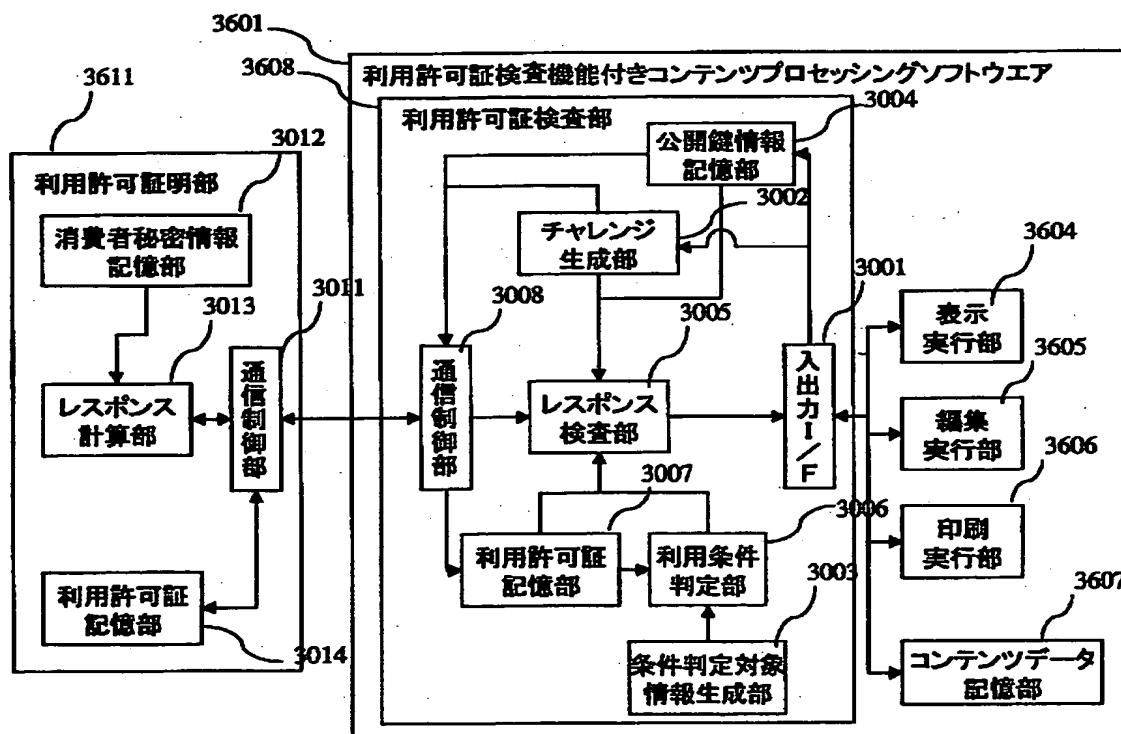 3601
3608
3611
利用許可証検査機能付きコンテンツプロセッシングソフトウエア
利用許可証検査部
3004
公開鍵情報
記憶部
3012
利用許可証明部
消費者秘密情報
記憶部
3002
チャレンジ
生成部
3604
表示
実行部
3001
入出力I/F
3013
3011
3008
3005
レスポンス
計算部
通信制御部
通信制御部
レスポンス
検査部
3605
編集
実行部
3007
3006
3606
利用許可証
記憶部
利用条件
判定部
印刷
実行部
3003
3607
利用許可証
記憶部
3014
条件判定対象
情報生成部
コンテンツデータ
記憶部